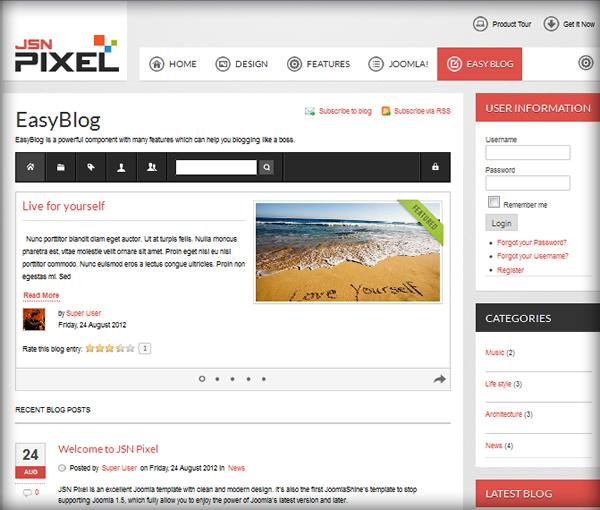 Product Tour
Get It Now
JSN
PIXEL
HOME
DESIGN
FEATURES
JOOMLA!
EASY BLOG
EasyBlog
Subscribe to blog
Subscribe via RSS
EasyBlog is a powerful component with many features which can help you blogging like a boss.
Live for yourself
Nunc porttitor blandit diam eget auctor. Ut at turpis felis. Nulla rhoncus
pharetra est, vitae molestie velit ornare sit amet. Proin eget nisl eu nisi
porttitor commodo. Nunc euismod eros a lectus congue ultricies. Proin non
egestas mi. Sed
Read More
by Super User
Friday, 24 August 2012
Rate this blog entry:
1
FEATURED
Love Yourself
RECENT BLOG POSTS
24
AUG
0
Welcome to JSN Pixel
Posted by Super User on Friday, 24 August 2012 in News
JSN Pixel is an excellent Joomla template with clean and modern design. It's also the first JoomlaShine's template to stop
supporting Joomla 1.5, which fully allow you to enjoy the power of Joomla's latest version and later.
USER INFORMATION
Username
Password
Remember me
Login
Forgot your Password?
Forgot your Username?
Register
CATEGORIES
Music (2)
Life style (3)
Architecture (3)
News (4)
LATEST BLOG